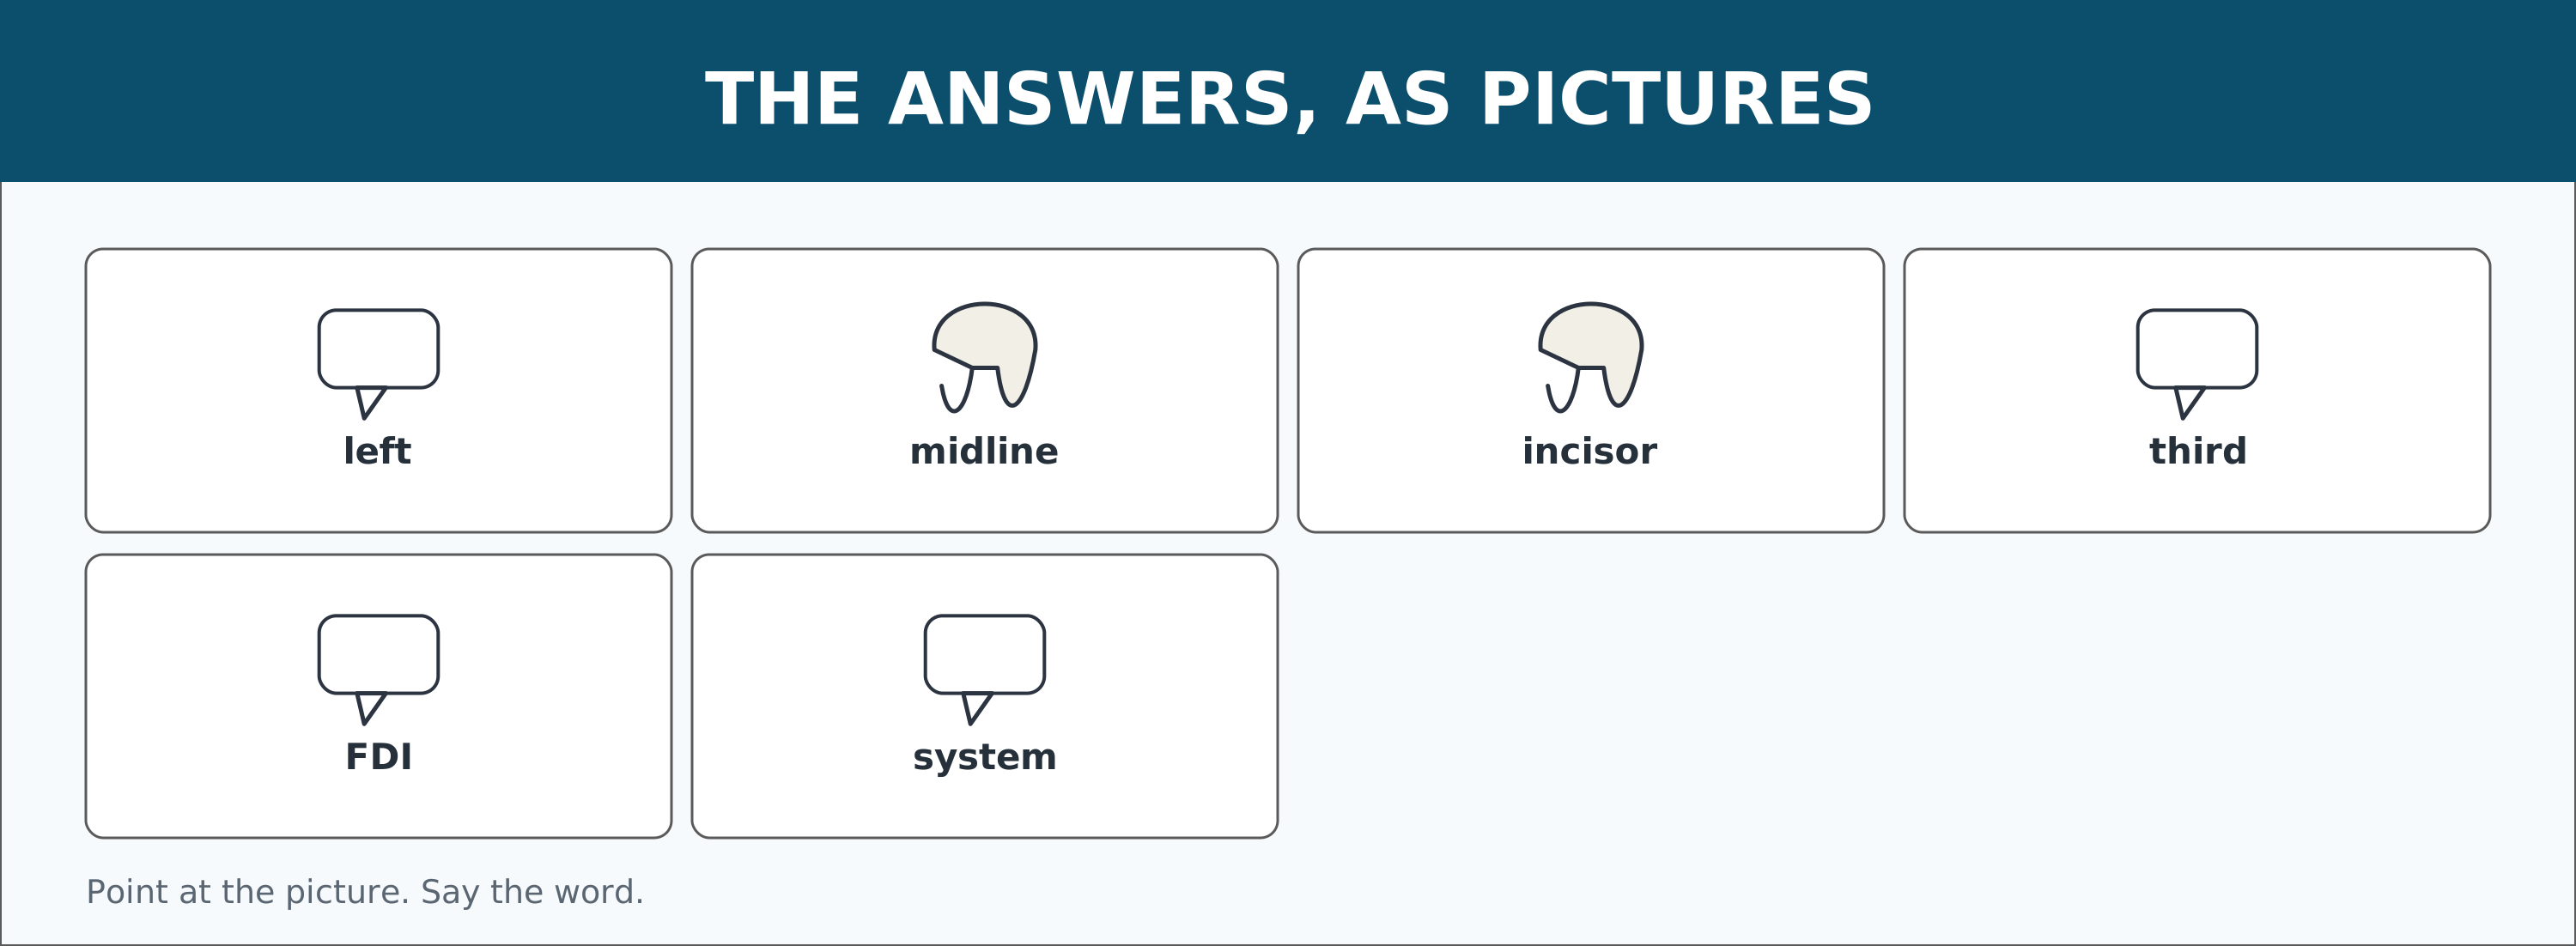 THE ANSWERS, AS PICTURES
left
midline
incisor
third
FDI
system
Point at the picture. Say the word.